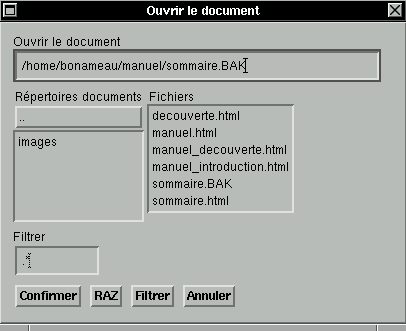 Ouvrir le document
Ouvrir le document
/home/bonameau/manuel/sommaire.BAK
Répertoires documents Fichiers
..
images
decouverte.html
manuel.html
manuel_decouverte.html
manuel_introduction.html
sommaire.BAK
sommaire.html
Filtrer
.*
Confirmer RAZ Filtrer Annuler